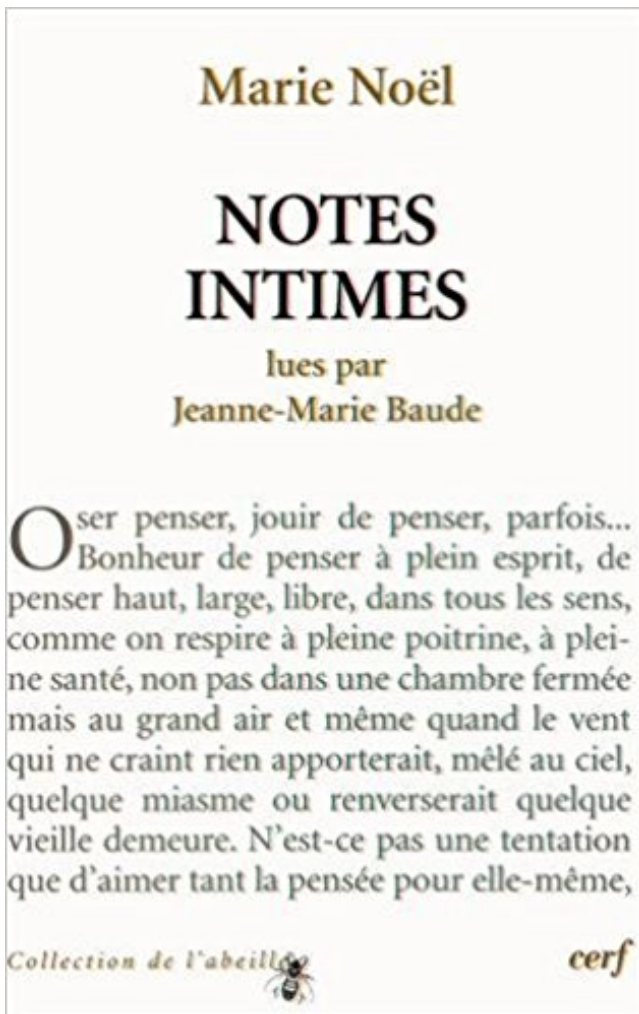 Marie Noël
NOTES
INTIMES
lues par
Jeanne-Marie Baude
Oser penser, jouir de penser, parfois...
Bonheur de penser à plein esprit, de
penser haut, large, libre, dans tous les sens,
comme on respire à pleine poitrine, à plei-
ne santé, non pas dans une chambre fermée
mais au grand air et même quand le vent
qui ne craint rien apporterait, mêlé au ciel,
quelque miasme ou renverserait quelque
vieille demeure. N'est-ce pas une tentation
que d'aimer tant la pensée pour elle-même,
Collection de l'abeille
cerf